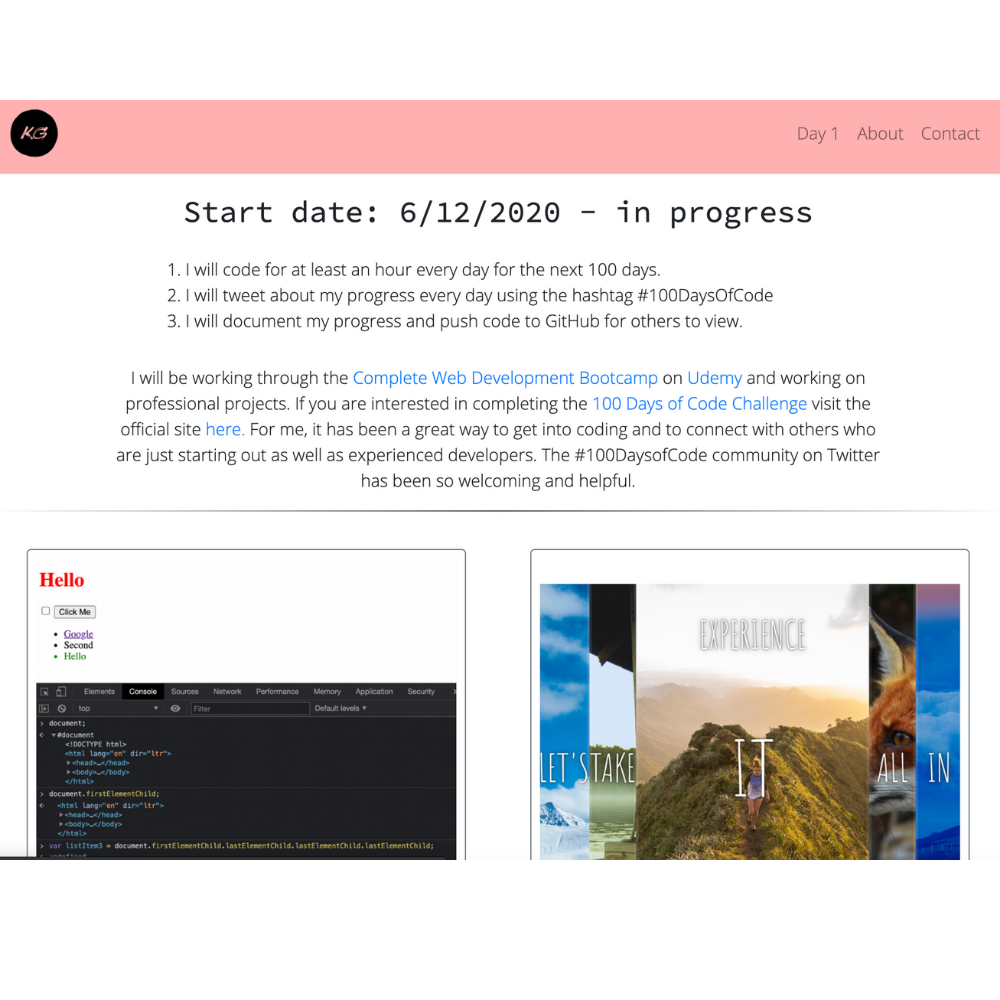 KG
Day 1 About Contact
Start date: 6/12/2020 - in progress
1. I will code for at least an hour every day for the next 100 days.
2. I will tweet about my progress every day using the hashtag #100DaysOfCode
3. I will document my progress and push code to GitHub for others to view.
I will be working through the Complete Web Development Bootcamp on Udemy and working on
professional projects. If you are interested in completing the 100 Days of Code Challenge visit the
official site here. For me, it has been a great way to get into coding and to connect with others who
are just starting out as well as experienced developers. The #100DaysofCode community on Twitter
has been so welcoming and helpful.
Hello
Click Me
• Google
• Second
• Hello
Elements Console Sources Network Performance Memory Application Security
top Filter Default levels ▼
> document;
< ▼#document
<!DOCTYPE html>
<html lang="en" dir="ltr">
▶<head>…</head>
▶<body>…</body>
</html>
> document.firstElementChild;
< <html lang="en" dir="ltr">
▶<head>…</head>
▶<body>…</body>
</html>
> var listItem3 = document.firstElementChild.lastElementChild.lastElementChild.lastElementChild;
EXPERIENCE
LET'S TAKE IT ALL IN